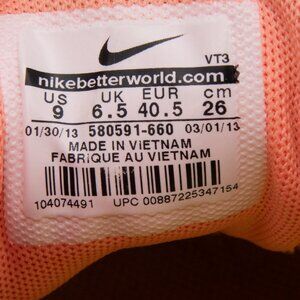 VT3
nikebetterworld.com
US UK EUR cm
9 6.5 40.5 26
01/30/13 580591-660 03/01/13
MADE IN VIETNAM
FABRIQUE AU VIETNAM
104074491 UPC 00887225347154